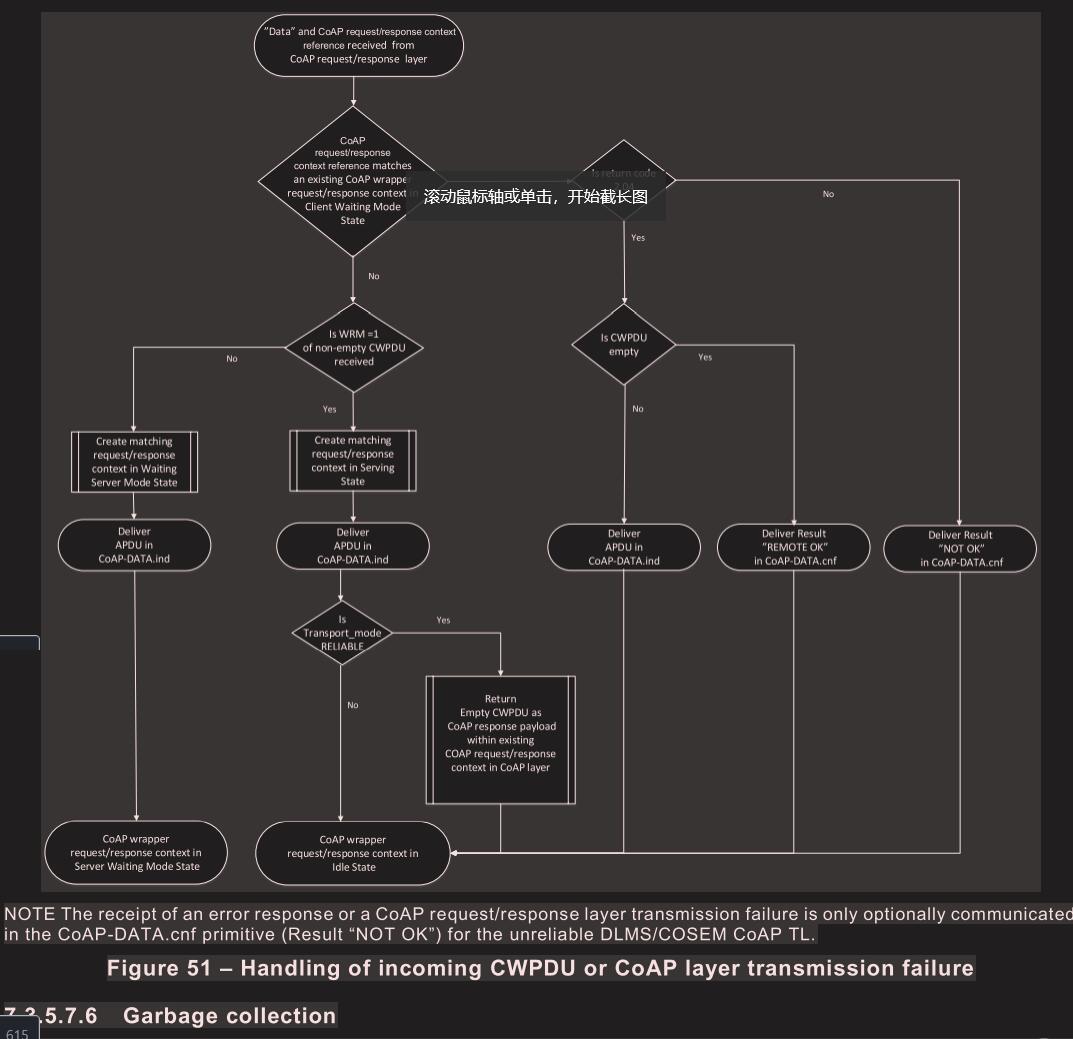 "Data" and CoAP request/response context
reference received from
CoAP request/response layer
CoAP
request/response
context reference matches
an existing CoAP wrapper
request/response context in
Client Waiting Mode
State
Is return code
滚动鼠标轴或单击，开始截长图
No
Yes
No
Is WRM =1
of non-empty CWPDU
received
Is CWPDU
empty
No
Yes
Yes
No
Create matching
request/response
context in Waiting
Server Mode State
Create matching
request/response
context in Serving
State
Deliver
APDU in
CoAP-DATA.ind
Deliver
APDU in
CoAP-DATA.ind
Deliver
APDU in
CoAP-DATA.ind
Deliver Result
“REMOTE OK”
in CoAP-DATA.cnf
Deliver Result
“NOT OK”
in CoAP-DATA.cnf
Is
Transport_mode
RELIABLE
Yes
No
Return
Empty CWPDU as
CoAP response payload
within existing
COAP request/response
context in CoAP layer
CoAP wrapper
request/response context in
Server Waiting Mode State
CoAP wrapper
request/response context in
Idle State
NOTE The receipt of an error response or a CoAP request/response layer transmission failure is only optionally communicated
in the CoAP-DATA.cnf primitive (Result “NOT OK”) for the unreliable DLMS/COSEM CoAP TL.
Figure 51 – Handling of incoming CWPDU or CoAP layer transmission failure
7.3.5.7.6 Garbage collection
615